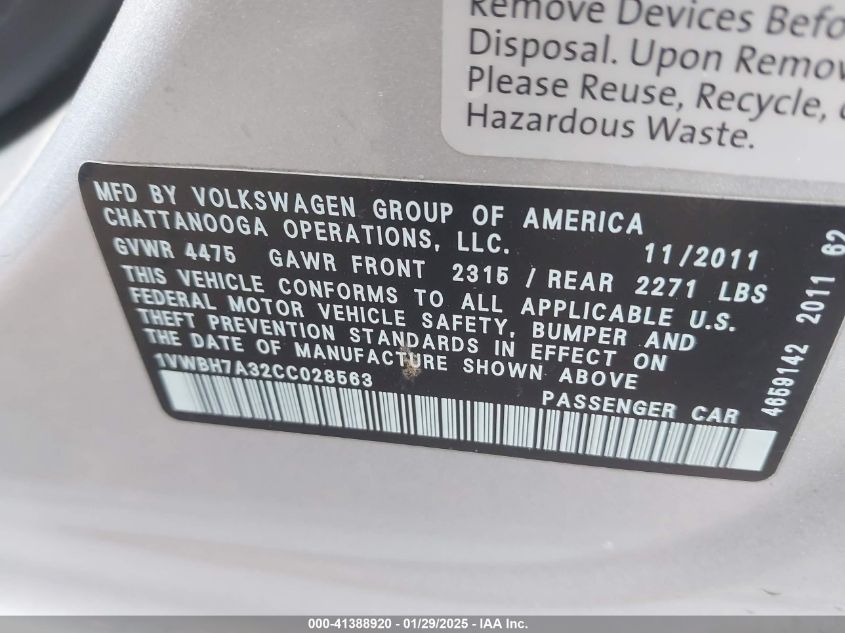 Remove Devices Befo
Disposal. Upon Remov
Please Reuse, Recycle,
Hazardous Waste.
MFD BY VOLKSWAGEN GROUP OF AMERICA
CHATTANOOGA OPERATIONS, LLC. 11/2011
GVWR 4475 GAWR FRONT 2315 / REAR 2271 LBS
THIS VEHICLE CONFORMS TO ALL APPLICABLE U.S.
FEDERAL MOTOR VEHICLE SAFETY, BUMPER AND
THEFT PREVENTION STANDARDS IN EFFECT ON
THE DATE OF MANUFACTURE SHOWN ABOVE
1VWBH7A32CC028563 PASSENGER CAR
4659142 2011 62
000-41388920 - 01/29/2025 - IAA Inc.